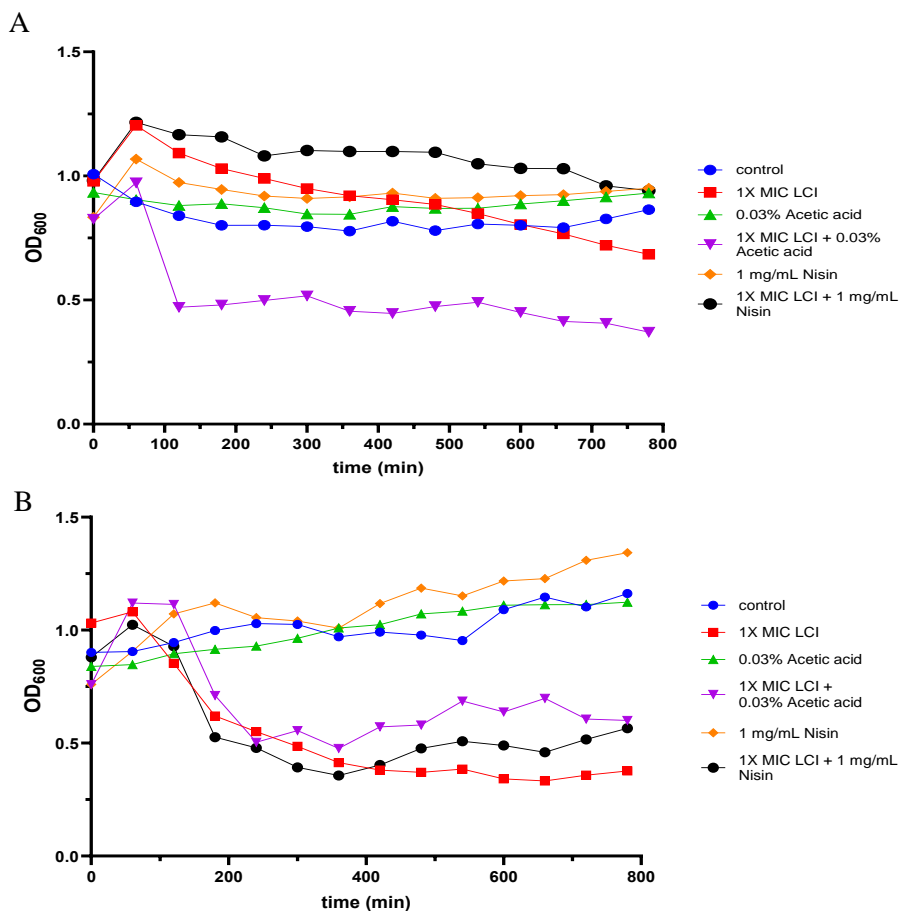 A
1.5
1.0
0.5
0.0
OD600
0 100 200 300 400 500 600 700 800
time (min)
control
1X MIC LCI
0.03% Acetic acid
1X MIC LCI + 0.03%
Acetic acid
1 mg/mL Nisin
1X MIC LCI + 1 mg/mL
Nisin
B
1.5
1.0
0.5
0.0
OD600
0 200 400 600 800
time (min)
control
1X MIC LCI
0.03% Acetic acid
1X MIC LCI +
0.03% Acetic acid
1 mg/mL Nisin
1X MIC LCI + 1 mg/mL
Nisin